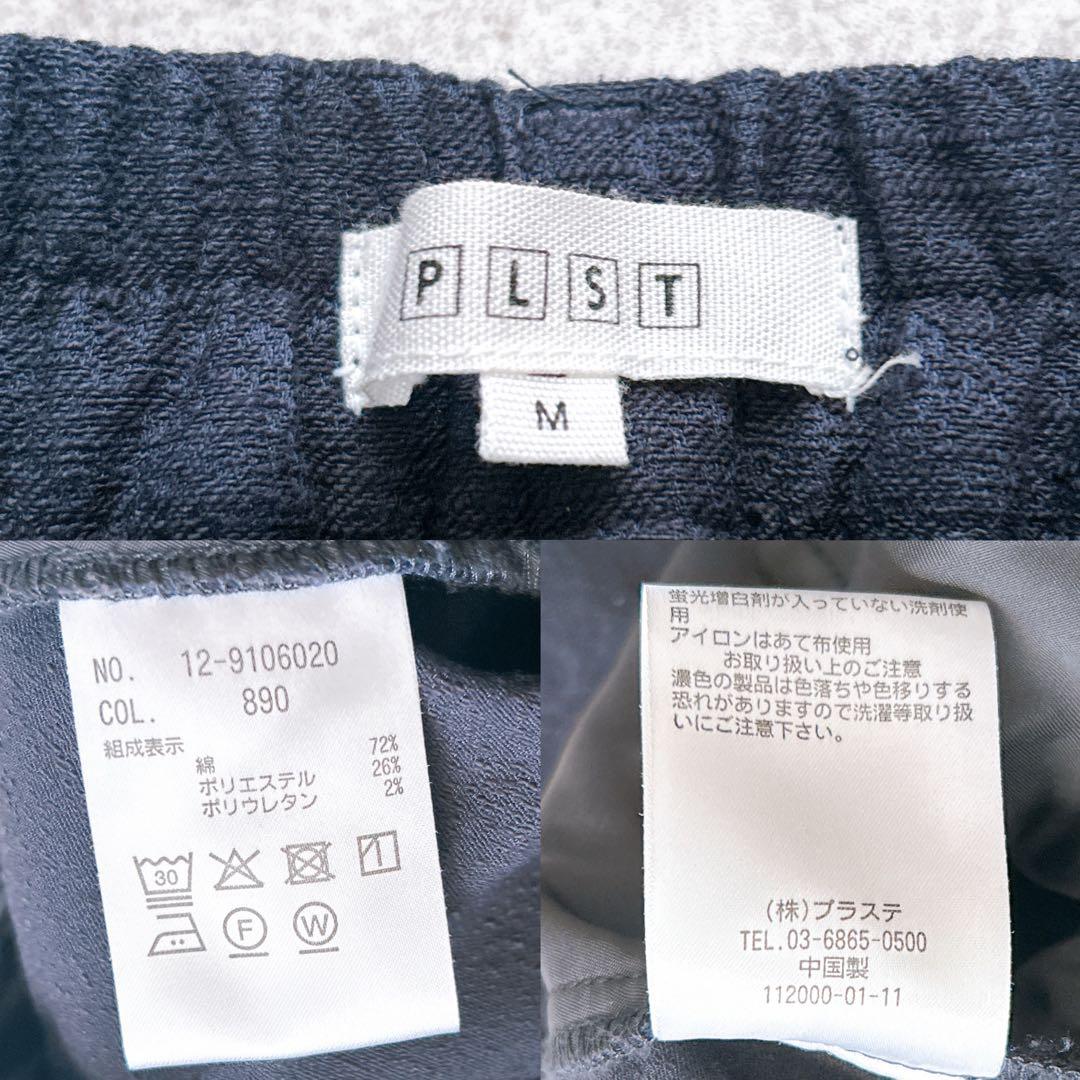 PLST
M
NO. 12-9106020
COL. 890
組成表示
綿 72%
ポリエステル 26%
ポリウレタン 2%
30
F W
蛍光増白剤が入っていない洗剤使
用
アイロンはあて布使用
お取り扱い上のご注意
濃色の製品は色落ちや色移りする
恐れがありますので洗濯等取り扱
いにご注意下さい。
(株)プラステ
TEL.03-6865-0500
中国製
112000-01-11